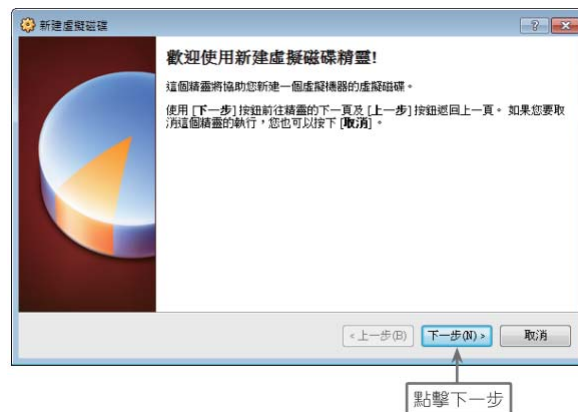 新建虛擬磁碟
歡迎使用新建虛擬磁碟精靈!
這個精靈將協助您新建一個虛擬機器的虛擬磁碟。
使用 [下一步] 按鈕前往精靈的下一頁及 [上一步] 按鈕返回上一頁。 如果您要取
消這個精靈的執行，您也可以按下 [取消]。
<上一步(B)
下一步(N) >
取消
點擊下一步